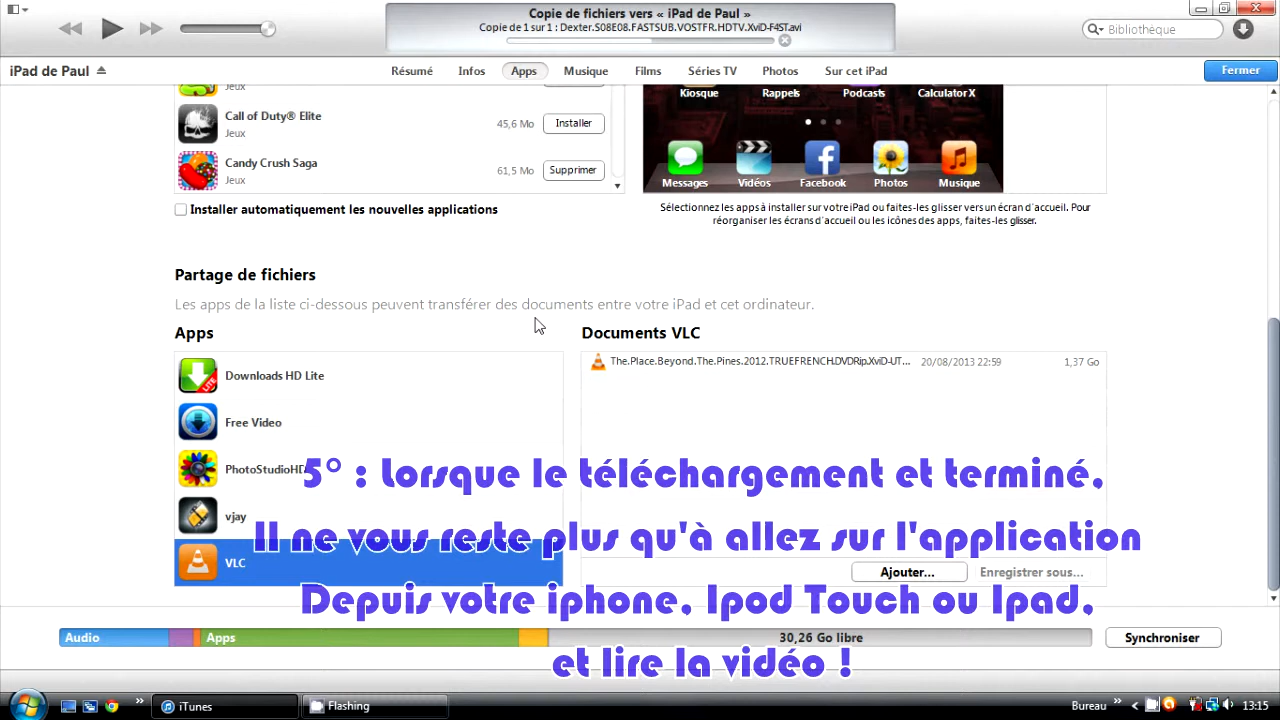 Copie de fichiers vers « iPad de Paul »
Copie de 1 sur 1 : Dexter.S08E08.FASTSUB.VOSTFR.HDTV.XviD-F4ST.avi
Bibliothèque
iPad de Paul
Résumé
Infos
Apps
Musique
Films
Séries TV
Photos
Sur cet iPad
Fermer
Jeux
Call of Duty® Elite
Jeux
45,6 Mo
Installer
Candy Crush Saga
Jeux
61,5 Mo
Supprimer
Kiosque
Rappels
Podcasts
Calculator X
Messages
Vidéos
Facebook
Photos
Musique
Installer automatiquement les nouvelles applications
Sélectionnez les apps à installer sur votre iPad ou faites-les glisser vers un écran d'accueil. Pour
réorganiser les écrans d'accueil ou les icônes des apps, faites-les glisser.
Partage de fichiers
Les apps de la liste ci-dessous peuvent transférer des documents entre votre iPad et cet ordinateur.
Apps
Documents VLC
Downloads HD Lite
LITE
Free Video
PhotoStudioHD
vjay
VLC
The.Place.Beyond.The.Pines.2012.TRUEFRENCH.DVDRip.XviD-UT...
20/08/2013 22:59
1,37 Go
5° : Lorsque le téléchargement et terminé,
Il ne vous reste plus qu'à allez sur l'application
Depuis votre iphone, Ipod Touch ou Ipad,
et lire la vidéo !
Ajouter...
Enregistrer sous...
Audio
Apps
30,26 Go libre
Synchroniser
iTunes
Flashing
Bureau
13:15